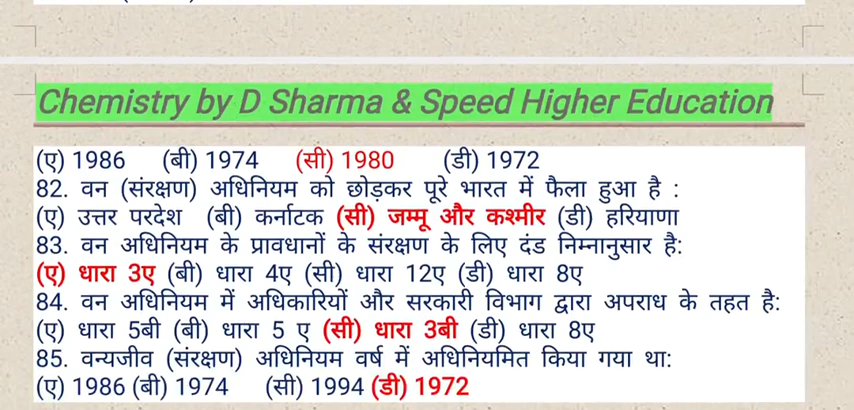 Chemistry by D Sharma & Speed Higher Education
(ए) 1986 (बी) 1974 (सी) 1980 (डी) 1972
82. वन (संरक्षण) अधिनियम को छोड़कर पूरे भारत में फैला हुआ है :
(ए) उत्तर परदेश (बी) कर्नाटक (सी) जम्मू और कश्मीर (डी) हरियाणा
83. वन अधिनियम के प्रावधानों के संरक्षण के लिए दंड निम्नानुसार है:
(ए) धारा 3ए (बी) धारा 4ए (सी) धारा 12ए (डी) धारा 8ए
84. वन अधिनियम में अधिकारियों और सरकारी विभाग द्वारा अपराध के तहत है:
(ए) धारा 5बी (बी) धारा 5 ए (सी) धारा 3बी (डी) धारा 8ए
85. वन्यजीव (संरक्षण) अधिनियम वर्ष में अधिनियमित किया गया था:
(ए) 1986 (बी) 1974 (सी) 1994 (डी) 1972